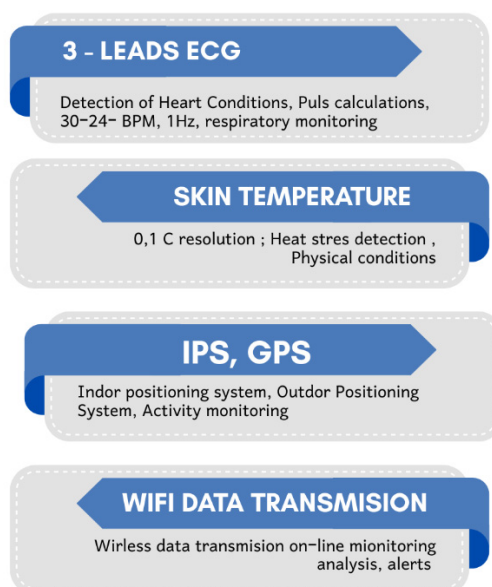 3 - LEADS ECG
Detection of Heart Conditions, Puls calculations,
30-24- BPM, 1Hz, respiratory monitoring
SKIN TEMPERATURE
0,1 C resolution ; Heat stres detection ,
Physical conditions
IPS, GPS
Indor positioning system, Outdor Positioning
System, Activity monitoring
WIFI DATA TRANSMISION
Wirless data transmision on-line mionitoring
analysis, alerts